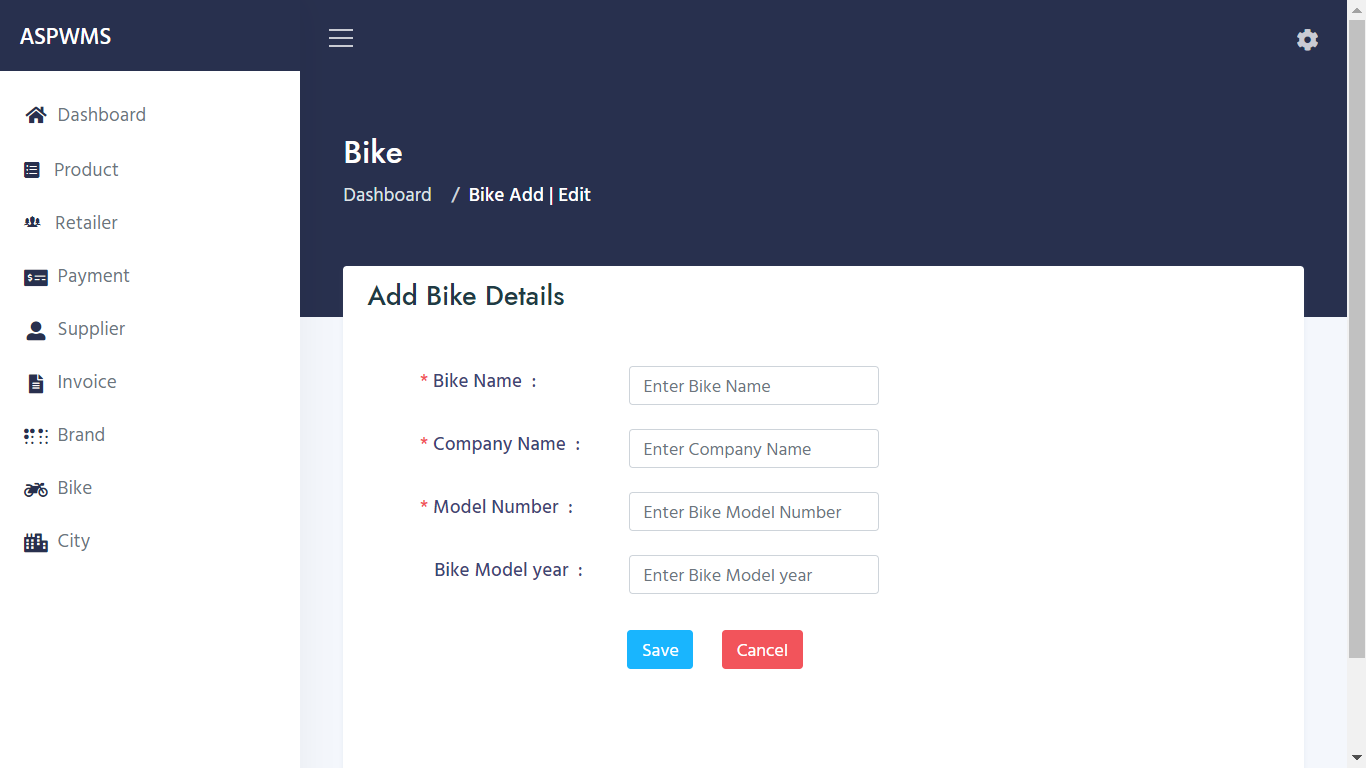 ASPWMS
Dashboard
Product
Retailer
Payment
Supplier
Invoice
Brand
Bike
City
Bike
Dashboard / Bike Add | Edit
Add Bike Details
* Bike Name : Enter Bike Name
* Company Name : Enter Company Name
* Model Number : Enter Bike Model Number
Bike Model year : Enter Bike Model year
Save Cancel